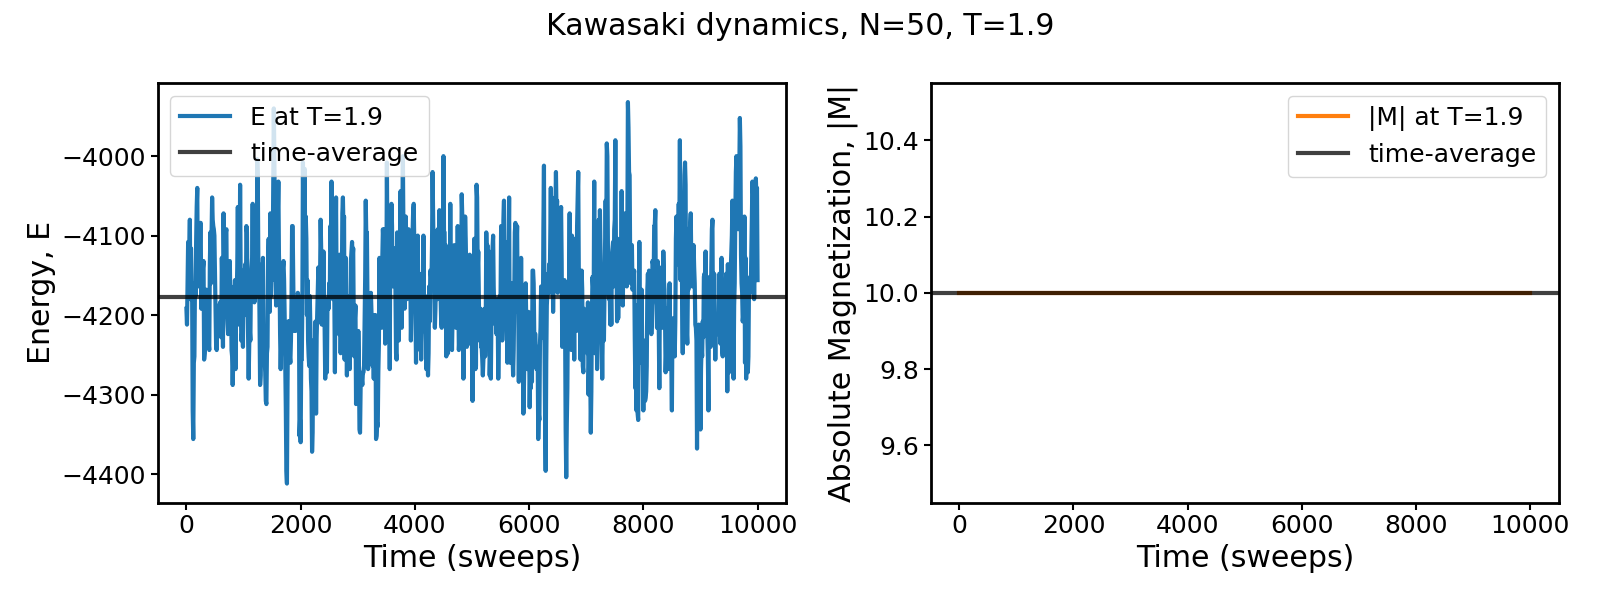 Kawasaki dynamics, N=50, T=1.9
Energy, E
−4000
−4100
−4200
−4300
−4400
E at T=1.9
time-average
0 2000 4000 6000 8000 10000
Time (sweeps)
Absolute Magnetization, |M|
10.4
10.2
10.0
9.8
9.6
|M| at T=1.9
time-average
0 2000 4000 6000 8000 10000
Time (sweeps)